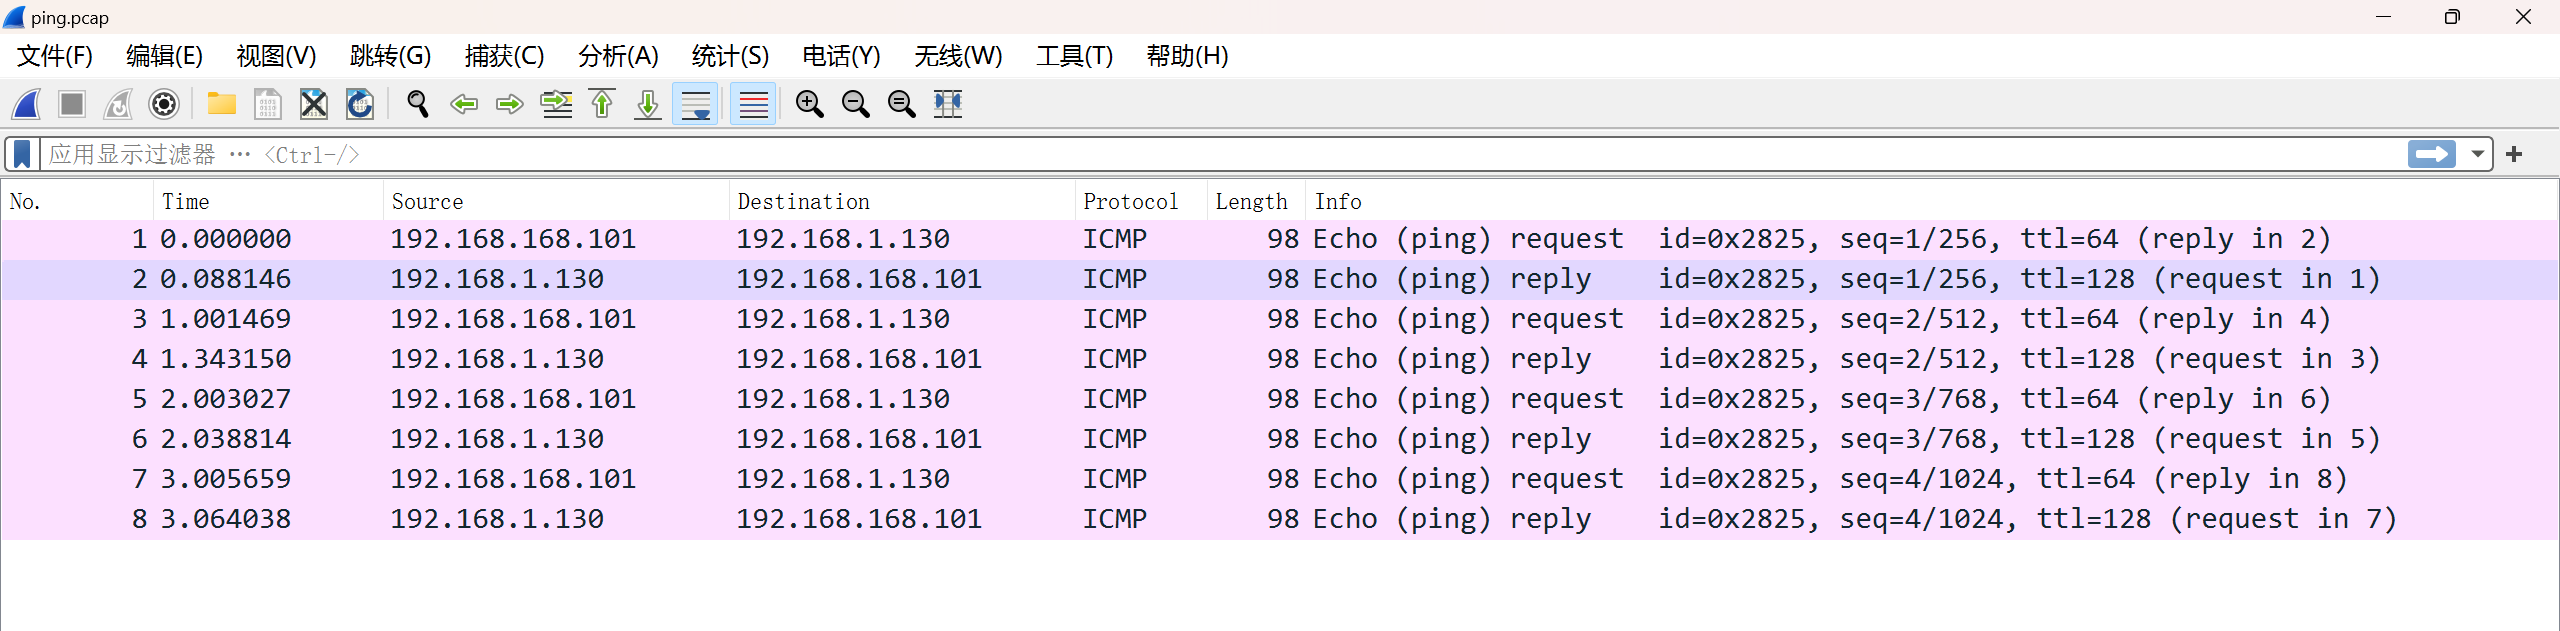 ping.pcap
文件(F) 编辑(E) 视图(V) 跳转(G) 捕获(C) 分析(A) 统计(S) 电话(Y) 无线(W) 工具(T) 帮助(H)
应用显示过滤器 … <Ctrl-/>
No. Time Source Destination Protocol Length Info
1 0.000000 192.168.168.101 192.168.1.130 ICMP 98 Echo (ping) request id=0x2825, seq=1/256, ttl=64 (reply in 2)
2 0.088146 192.168.1.130 192.168.168.101 ICMP 98 Echo (ping) reply id=0x2825, seq=1/256, ttl=128 (request in 1)
3 1.001469 192.168.168.101 192.168.1.130 ICMP 98 Echo (ping) request id=0x2825, seq=2/512, ttl=64 (reply in 4)
4 1.343150 192.168.1.130 192.168.168.101 ICMP 98 Echo (ping) reply id=0x2825, seq=2/512, ttl=128 (request in 3)
5 2.003027 192.168.168.101 192.168.1.130 ICMP 98 Echo (ping) request id=0x2825, seq=3/768, ttl=64 (reply in 6)
6 2.038814 192.168.1.130 192.168.168.101 ICMP 98 Echo (ping) reply id=0x2825, seq=3/768, ttl=128 (request in 5)
7 3.005659 192.168.168.101 192.168.1.130 ICMP 98 Echo (ping) request id=0x2825, seq=4/1024, ttl=64 (reply in 8)
8 3.064038 192.168.1.130 192.168.168.101 ICMP 98 Echo (ping) reply id=0x2825, seq=4/1024, ttl=128 (request in 7)